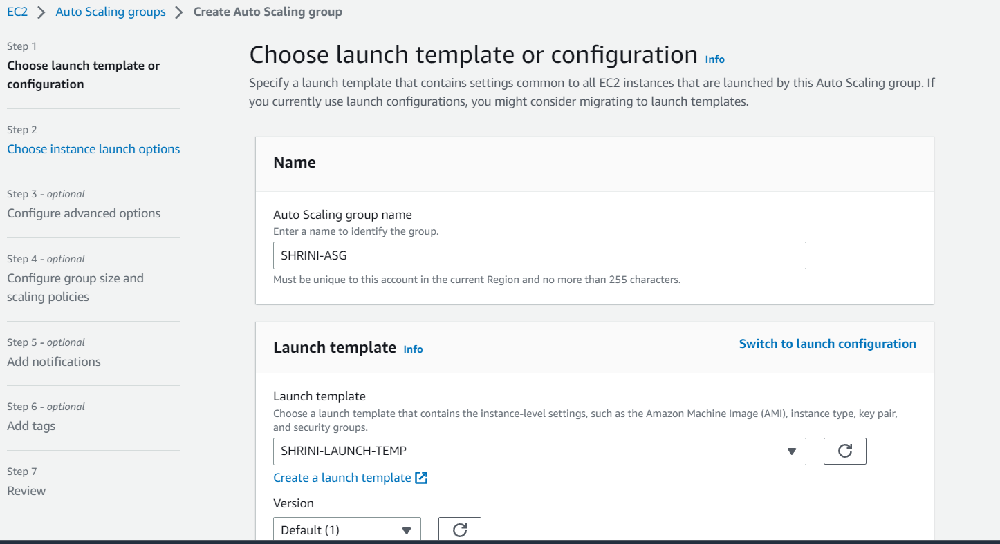 EC2 > Auto Scaling groups > Create Auto Scaling group
Step 1
Choose launch template or
configuration
Step 2
Choose instance launch options
Step 3 - optional
Configure advanced options
Step 4 - optional
Configure group size and
scaling policies
Step 5 - optional
Add notifications
Step 6 - optional
Add tags
Step 7
Review
Choose launch template or configuration Info
Specify a launch template that contains settings common to all EC2 instances that are launched by this Auto Scaling group. If
you currently use launch configurations, you might consider migrating to launch templates.
Name
Auto Scaling group name
Enter a name to identify the group.
SHRINI-ASG
Must be unique to this account in the current Region and no more than 255 characters.
Launch template Info
Switch to launch configuration
Launch template
Choose a launch template that contains the instance-level settings, such as the Amazon Machine Image (AMI), instance type, key pair,
and security groups.
SHRINI-LAUNCH-TEMP
Create a launch template
Version
Default (1)